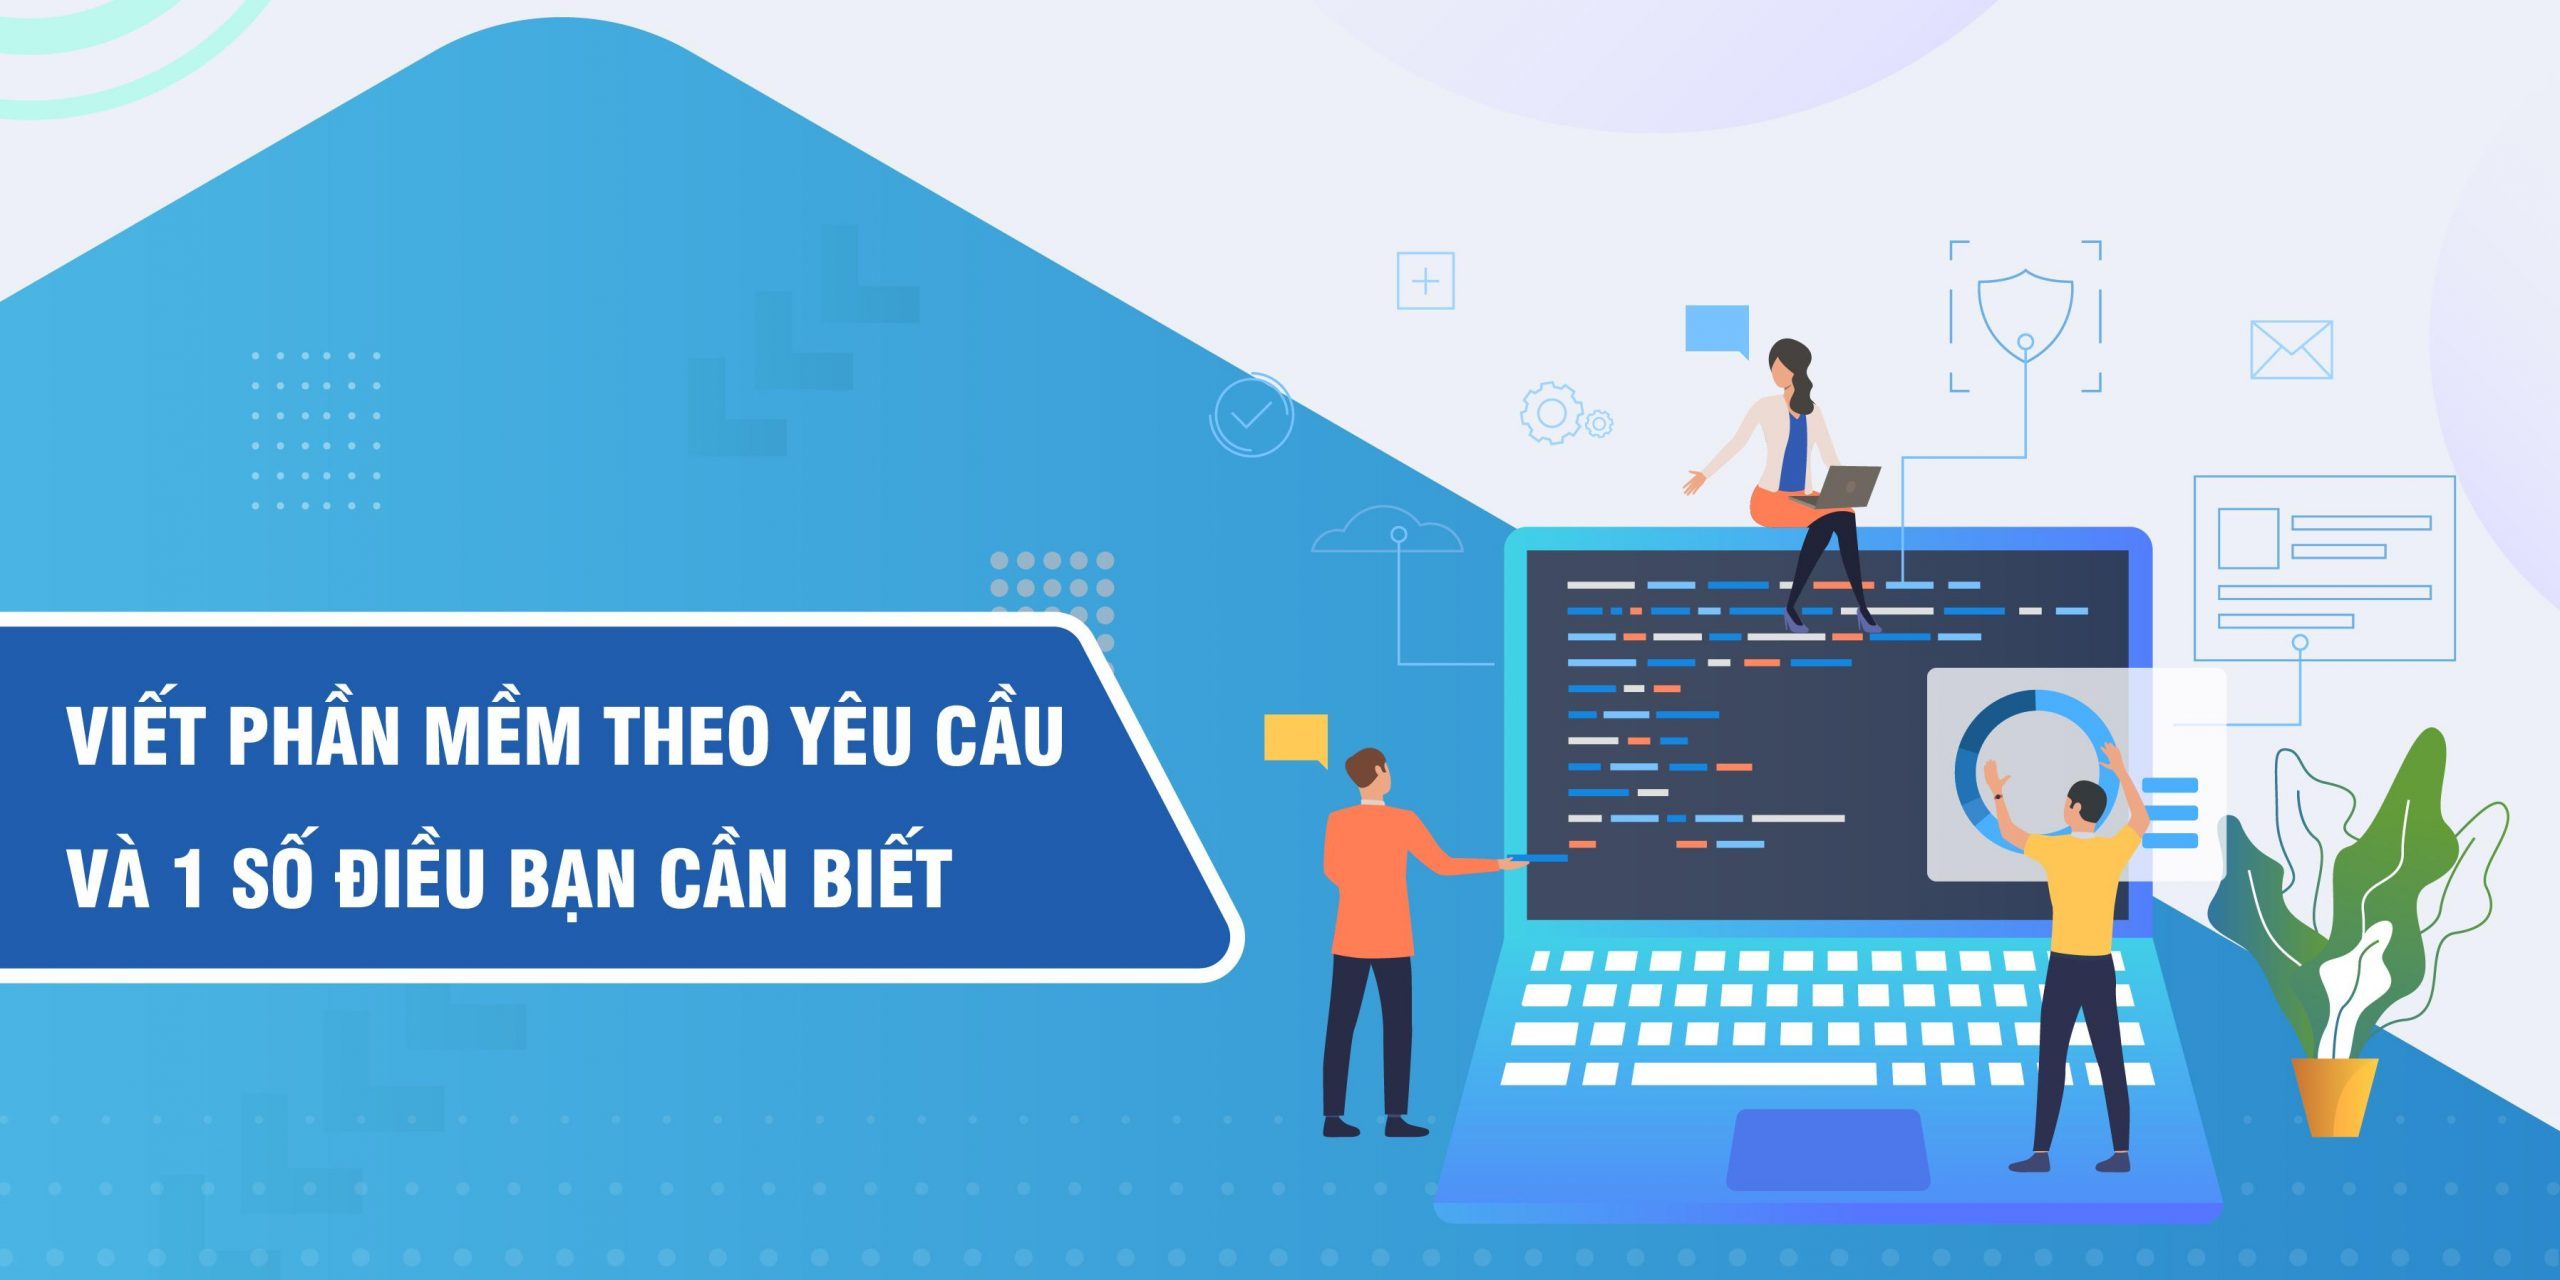 VIẾT PHẦN MỀM THEO YÊU CẦU
VÀ 1 SỐ ĐIỀU BẠN CẦN BIẾT